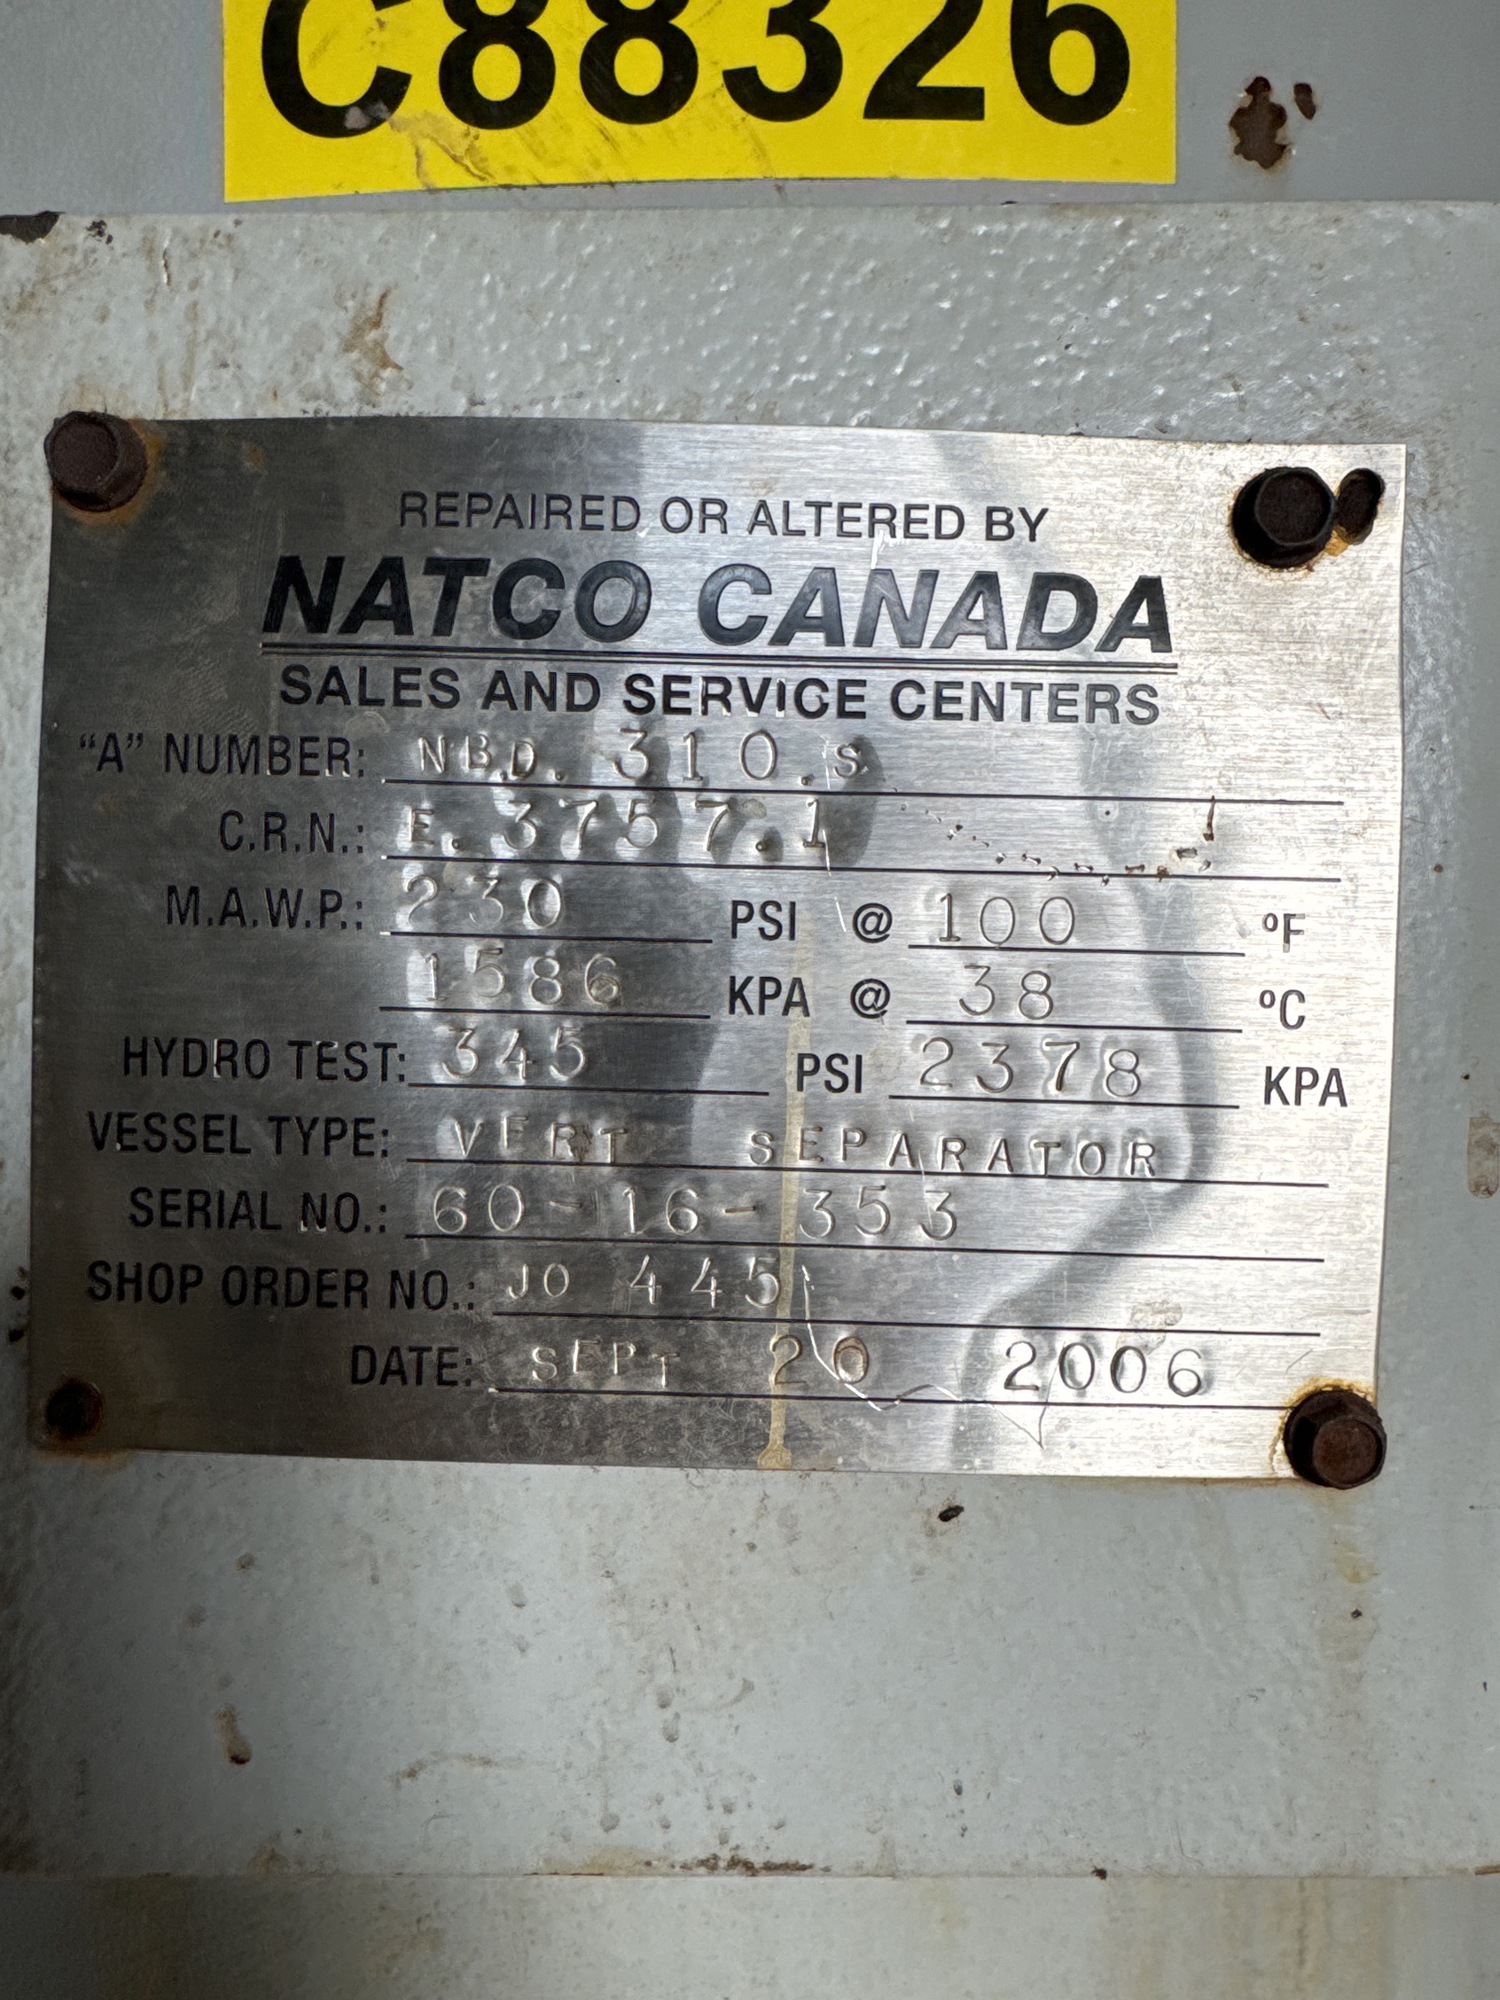 C88326
REPAIRED OR ALTERED BY
NATCO CANADA
SALES AND SERVICE CENTERS
"A" NUMBER: NBD. 310.S
C.R.N.: E.3757.1
M.A.W.P.: 230 PSI @ 100 ºF
1586 KPA @ 38 ºC
HYDRO TEST: 345 PSI 2378 KPA
VESSEL TYPE: VERT SEPARATOR
SERIAL NO.: 60-16-353
SHOP ORDER NO.: JO 445
DATE: SEPT 20 2006